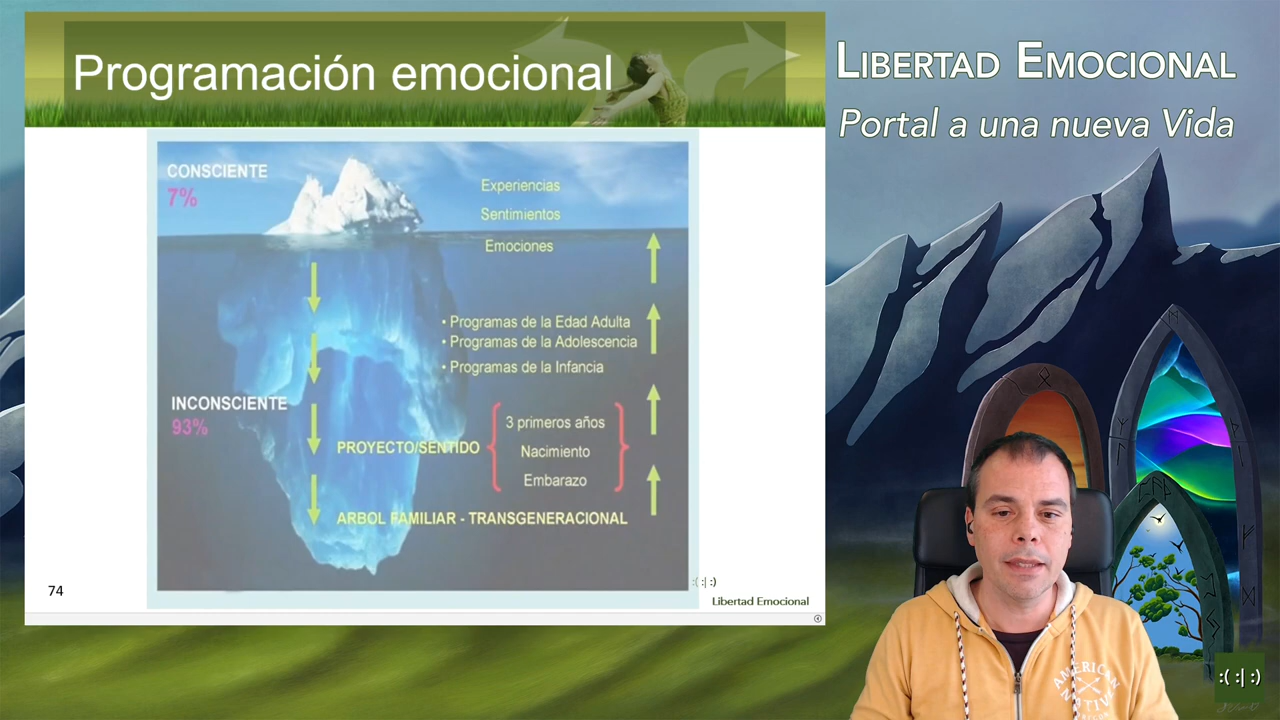 Programación emocional
LIBERTAD EMOCIONAL
Portal a una nueva Vida
CONSCIENTE
7%
Experiencias
Sentimientos
Emociones
• Programas de la Edad Adulta
• Programas de la Adolescencia
• Programas de la Infancia
INCONSCIENTE
93%
PROYECTO/SENTIDO
3 primeros años
Nacimiento
Embarazo
ARBOL FAMILIAR - TRANSGENERACIONAL
74
:( :| :)
Libertad Emocional
AMERICAN
NATIVE
:( :| :)